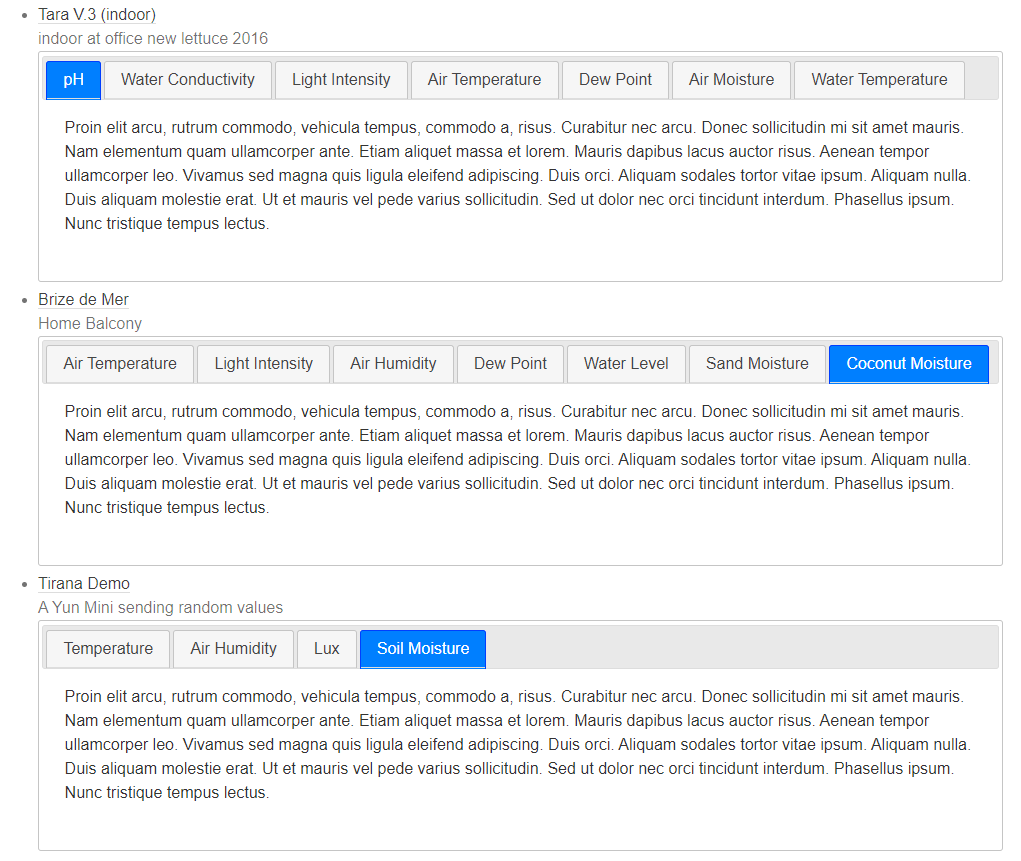 Tara V.3 (indoor)
indoor at office new lettuce 2016
pH Water Conductivity Light Intensity Air Temperature Dew Point Air Moisture Water Temperature
Proin elit arcu, rutrum commodo, vehicula tempus, commodo a, risus. Curabitur nec arcu. Donec sollicitudin mi sit amet mauris.
Nam elementum quam ullamcorper ante. Etiam aliquet massa et lorem. Mauris dapibus lacus auctor risus. Aenean tempor
ullamcorper leo. Vivamus sed magna quis ligula eleifend adipiscing. Duis orci. Aliquam sodales tortor vitae ipsum. Aliquam nulla.
Duis aliquam molestie erat. Ut et mauris vel pede varius sollicitudin. Sed ut dolor nec orci tincidunt interdum. Phasellus ipsum.
Nunc tristique tempus lectus.
Brize de Mer
Home Balcony
Air Temperature Light Intensity Air Humidity Dew Point Water Level Sand Moisture Coconut Moisture
Proin elit arcu, rutrum commodo, vehicula tempus, commodo a, risus. Curabitur nec arcu. Donec sollicitudin mi sit amet mauris.
Nam elementum quam ullamcorper ante. Etiam aliquet massa et lorem. Mauris dapibus lacus auctor risus. Aenean tempor
ullamcorper leo. Vivamus sed magna quis ligula eleifend adipiscing. Duis orci. Aliquam sodales tortor vitae ipsum. Aliquam nulla.
Duis aliquam molestie erat. Ut et mauris vel pede varius sollicitudin. Sed ut dolor nec orci tincidunt interdum. Phasellus ipsum.
Nunc tristique tempus lectus.
Tirana Demo
A Yun Mini sending random values
Temperature Air Humidity Lux Soil Moisture
Proin elit arcu, rutrum commodo, vehicula tempus, commodo a, risus. Curabitur nec arcu. Donec sollicitudin mi sit amet mauris.
Nam elementum quam ullamcorper ante. Etiam aliquet massa et lorem. Mauris dapibus lacus auctor risus. Aenean tempor
ullamcorper leo. Vivamus sed magna quis ligula eleifend adipiscing. Duis orci. Aliquam sodales tortor vitae ipsum. Aliquam nulla.
Duis aliquam molestie erat. Ut et mauris vel pede varius sollicitudin. Sed ut dolor nec orci tincidunt interdum. Phasellus ipsum.
Nunc tristique tempus lectus.